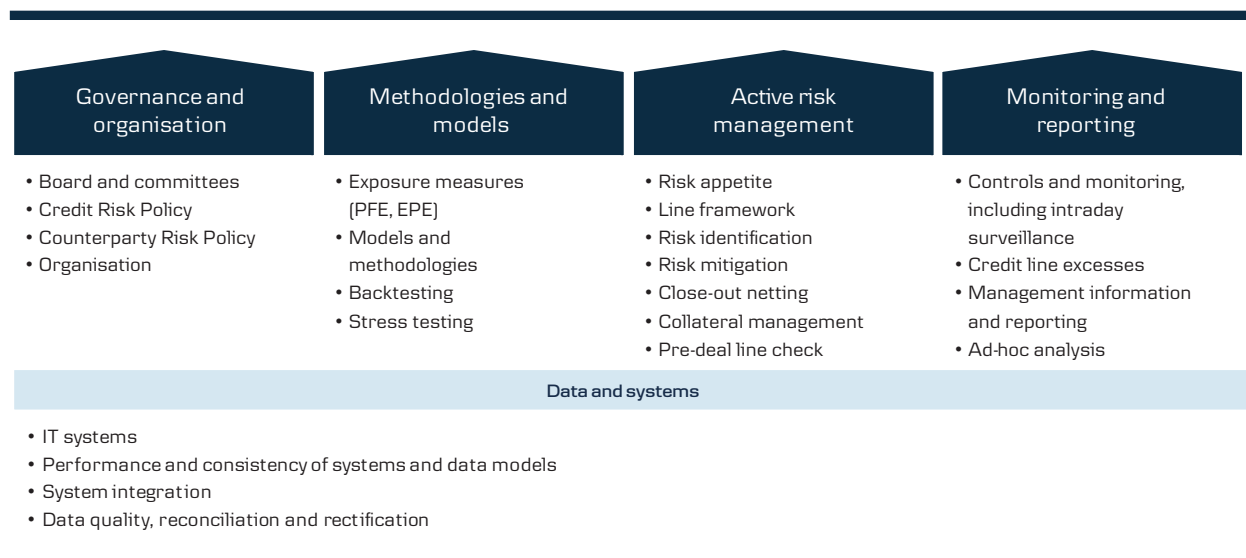 Governance and
organisation
• Board and committees
• Credit Risk Policy
• Counterparty Risk Policy
• Organisation
Methodologies and
models
• Exposure measures
(PFE, EPE)
• Models and
methodologies
• Backtesting
• Stress testing
Active risk
management
• Risk appetite
• Line framework
• Risk identification
• Risk mitigation
• Close-out netting
• Collateral management
• Pre-deal line check
Monitoring and
reporting
• Controls and monitoring,
including intraday
surveillance
• Credit line excesses
• Management information
and reporting
• Ad-hoc analysis
Data and systems
• IT systems
• Performance and consistency of systems and data models
• System integration
• Data quality, reconciliation and rectification